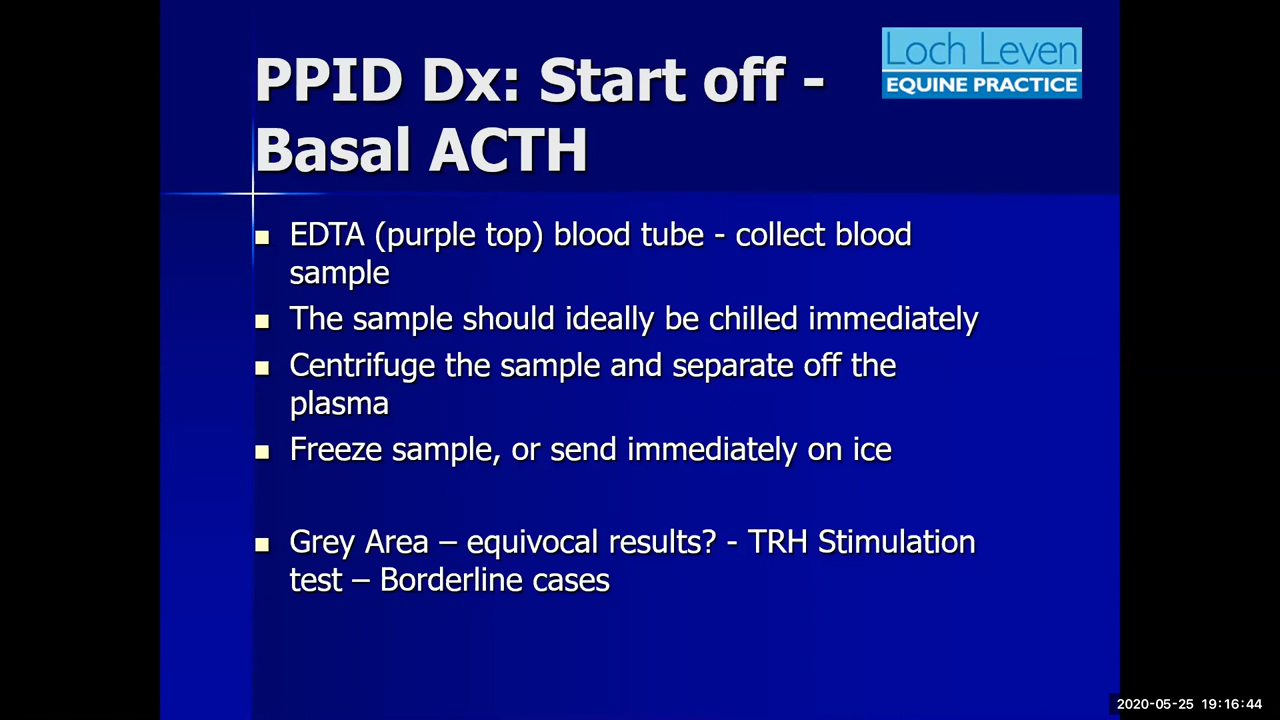 PPID Dx: Start off -
Basal ACTH
Loch Leven
EQUINE PRACTICE
EDTA (purple top) blood tube - collect blood
sample
The sample should ideally be chilled immediately
Centrifuge the sample and separate off the
plasma
Freeze sample, or send immediately on ice
Grey Area – equivocal results? - TRH Stimulation
test – Borderline cases
2020-05-25 19:16:44